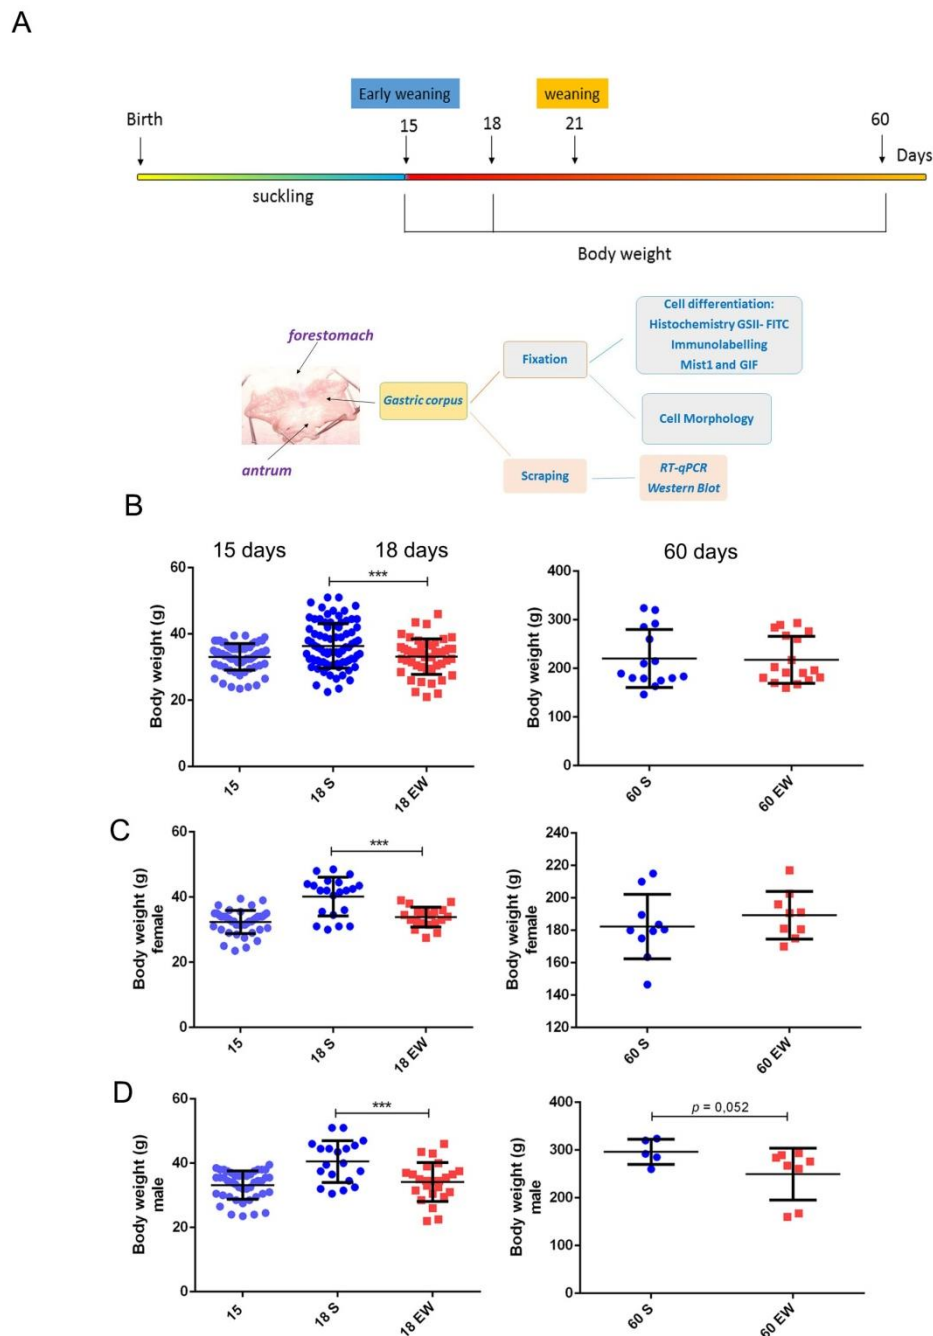 A
Early weaning
weaning
Birth
15
18
21
60
Days
suckling
Body weight
forestomach
Gastric corpus
antrum
Fixation
Cell differentiation:
Histochemistry GSII- FITC
Immunolabelling
Mist1 and GIF
Cell Morphology
Scraping
RT-qPCR
Western Blot
B
15 days
18 days
60 days
Body weight (g)
60
40
20
0
***
15
18 S
18 EW
Body weight (g)
400
300
200
100
0
60 S
60 EW
C
Body weight (g)
female
60
40
20
0
***
15
18 S
18 EW
Body weight (g)
female
240
220
200
180
160
140
120
60 S
60 EW
D
Body weight (g)
male
60
40
20
0
***
15
18 S
18 EW
Body weight (g)
male
400
300
200
100
0
p = 0,052
60 S
60 EW